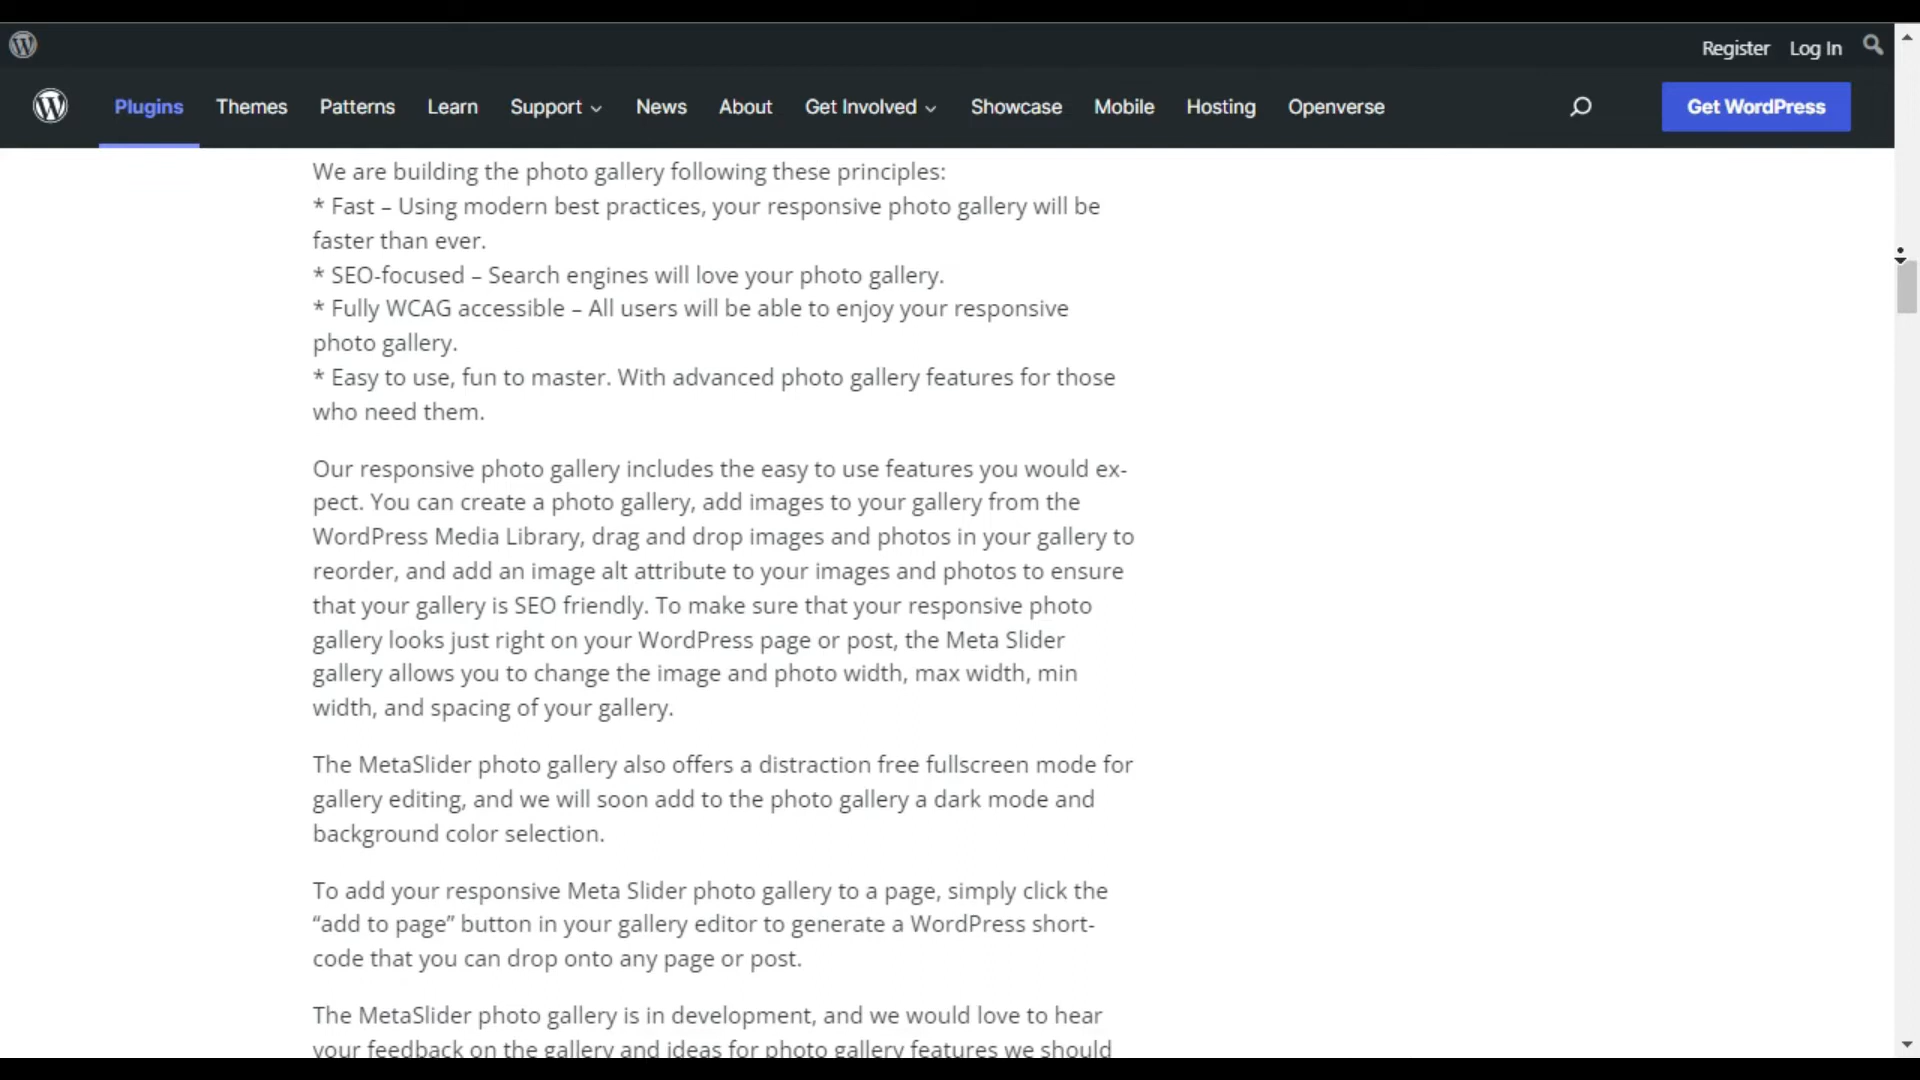 Register Log In
Plugins Themes Patterns Learn Support News About Get Involved Showcase Mobile Hosting Openverse Get WordPress
We are building the photo gallery following these principles:
* Fast – Using modern best practices, your responsive photo gallery will be
faster than ever.
* SEO-focused – Search engines will love your photo gallery.
* Fully WCAG accessible – All users will be able to enjoy your responsive
photo gallery.
* Easy to use, fun to master. With advanced photo gallery features for those
who need them.
Our responsive photo gallery includes the easy to use features you would ex-
pect. You can create a photo gallery, add images to your gallery from the
WordPress Media Library, drag and drop images and photos in your gallery to
reorder, and add an image alt attribute to your images and photos to ensure
that your gallery is SEO friendly. To make sure that your responsive photo
gallery looks just right on your WordPress page or post, the Meta Slider
gallery allows you to change the image and photo width, max width, min
width, and spacing of your gallery.
The MetaSlider photo gallery also offers a distraction free fullscreen mode for
gallery editing, and we will soon add to the photo gallery a dark mode and
background color selection.
To add your responsive Meta Slider photo gallery to a page, simply click the
“add to page” button in your gallery editor to generate a WordPress short-
code that you can drop onto any page or post.
The MetaSlider photo gallery is in development, and we would love to hear
your feedback on the gallery and ideas for photo gallery features we should